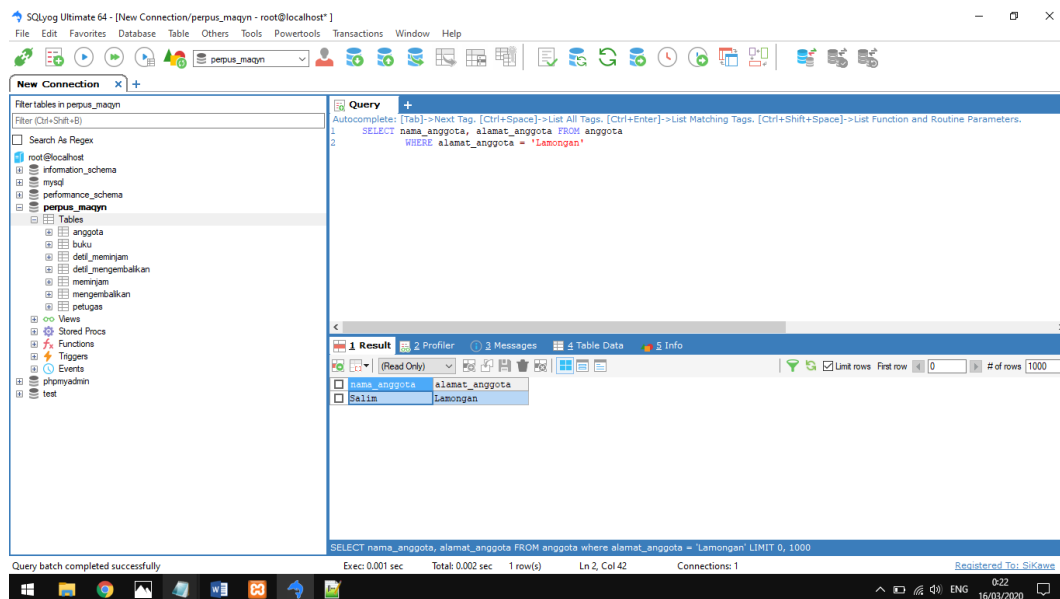 SQLyog Ultimate 64 - [New Connection/perpus_maqyn - root@localhost* ]
File Edit Favorites Database Table Others Tools Powertools Transactions Window Help
perpus_maqyn
New Connection x +
Filter tables in perpus_maqyn
Filter (Ctrl+Shift+B)
Search As Regex
root@localhost
information_schema
mysql
performance_schema
perpus_maqyn
Tables
anggota
buku
detil_meminjam
detil_mengembalikan
meminjam
mengembalikan
petugas
Views
Stored Procs
Functions
Triggers
Events
phpmyadmin
test
Query +
Autocomplete: [Tab]->Next Tag. [Ctrl+Space]->List All Tags. [Ctrl+Enter]->List Matching Tags. [Ctrl+Shift+Space]->List Function and Routine Parameters.
1 SELECT nama_anggota, alamat_anggota FROM anggota
2 WHERE alamat_anggota = 'Lamongan'
1 Result 2 Profiler 3 Messages 4 Table Data 5 Info
(Read Only) Limit rows First row 0 # of rows 1000
nama_anggota alamat_anggota
Salim Lamongan
SELECT nama_anggota, alamat_anggota FROM anggota where alamat_anggota = 'Lamongan' LIMIT 0, 1000
Query batch completed successfully Exec: 0.001 sec Total: 0.002 sec 1 row(s) Ln 2, Col 42 Connections: 1 Registered To: SiKawe
ENG 0:22
16/03/2020